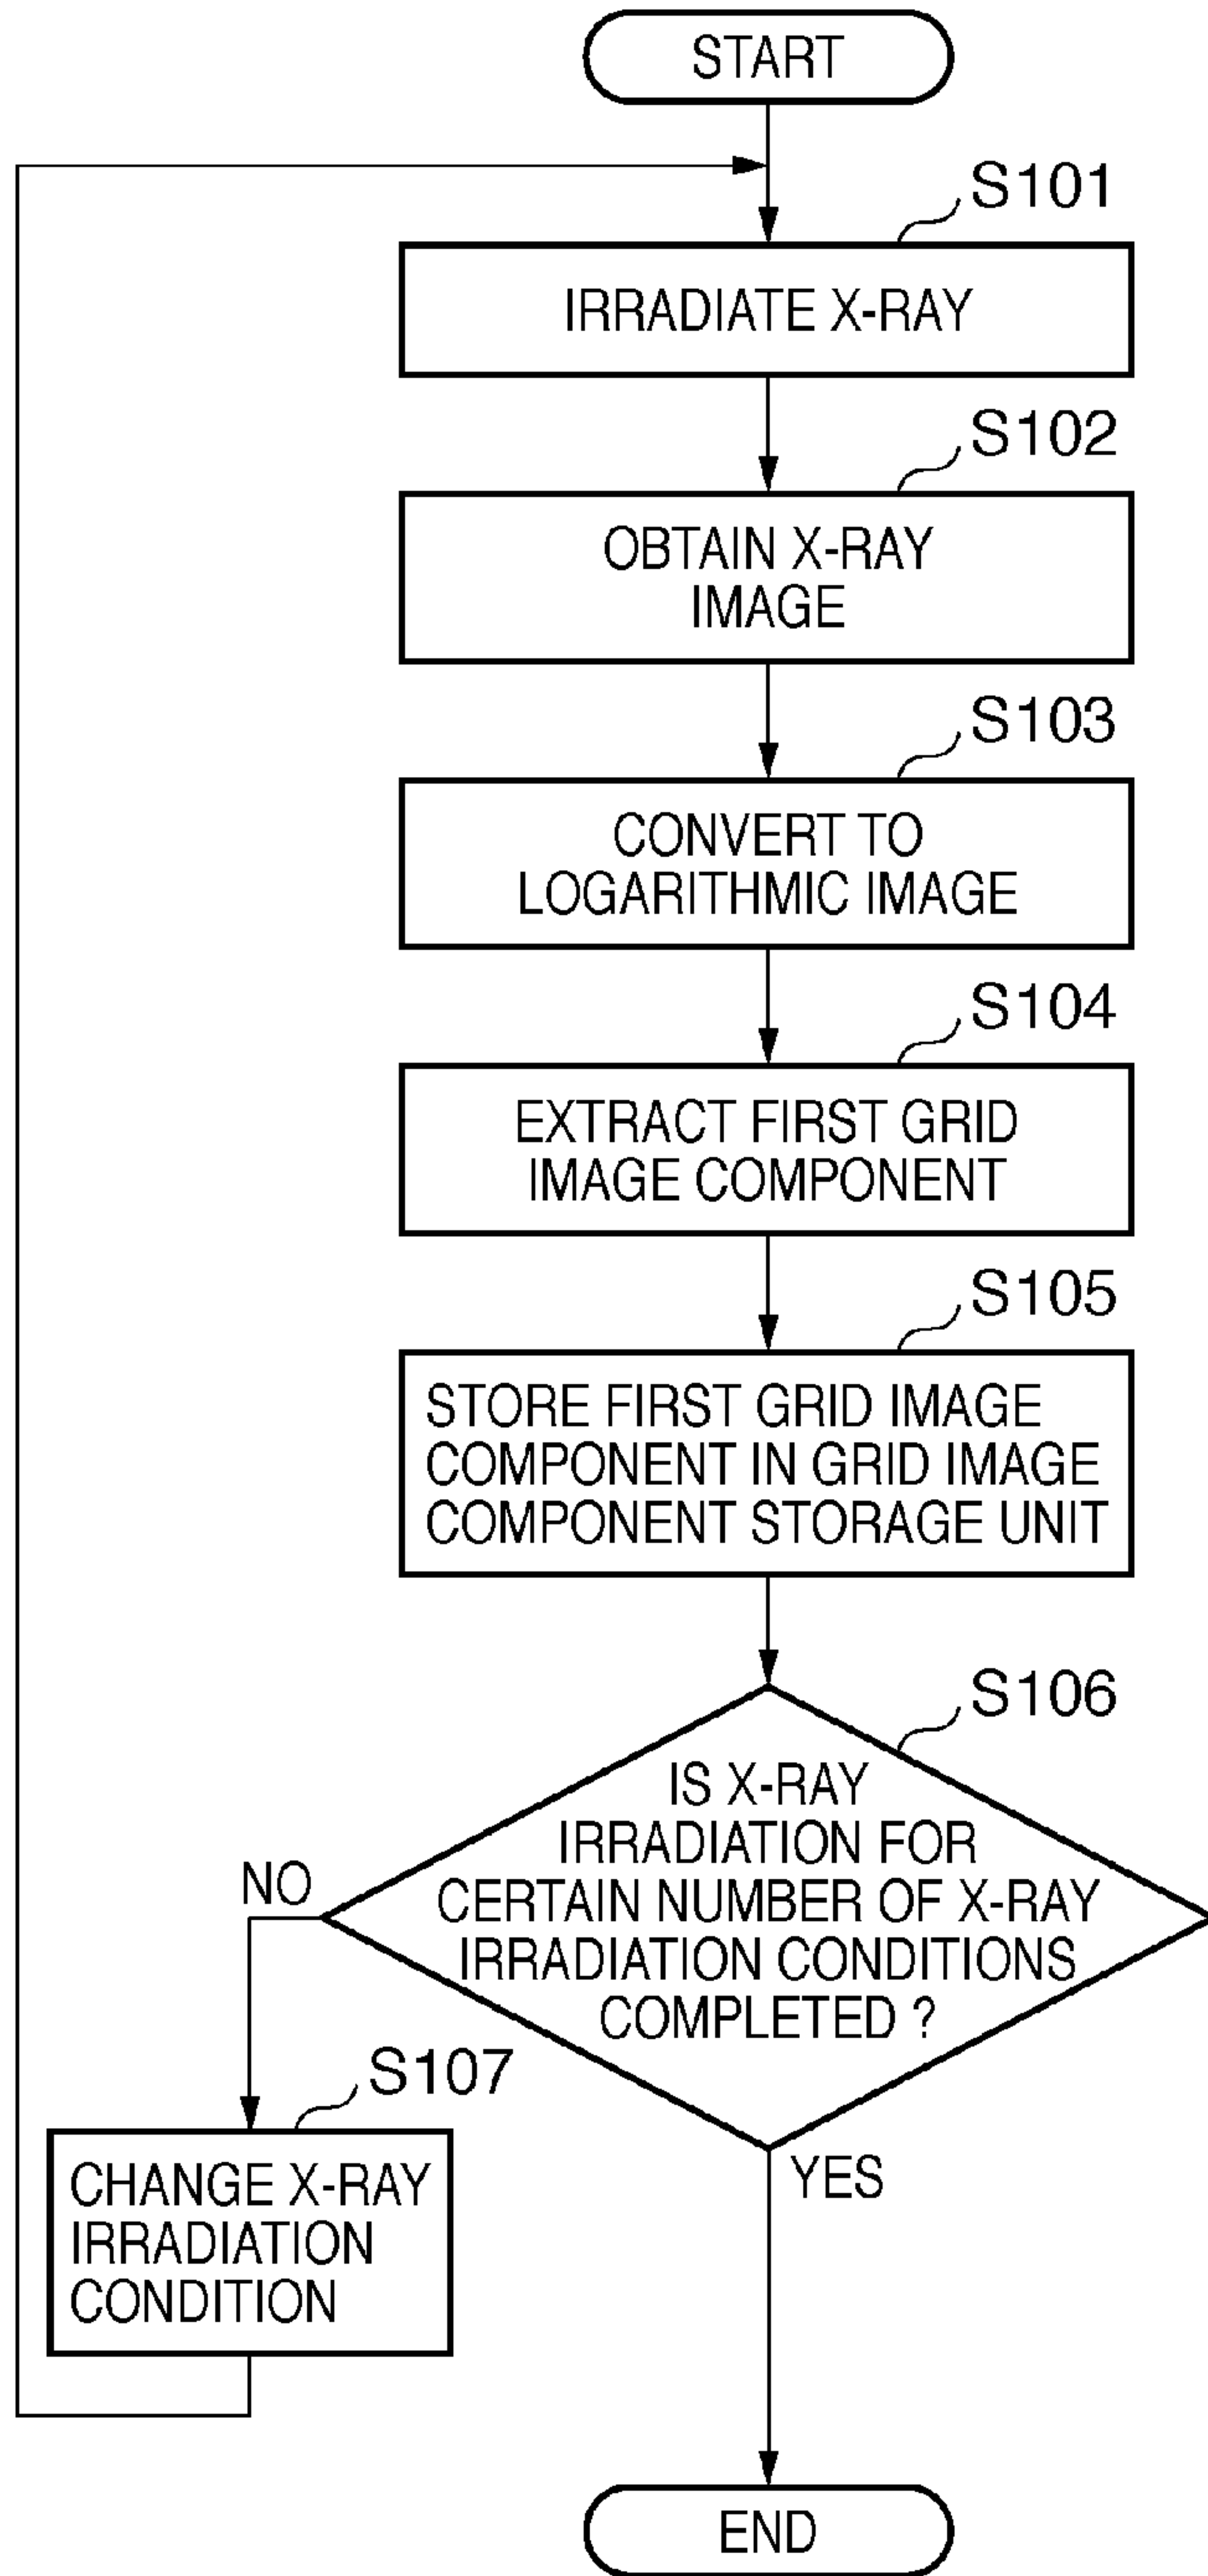 START
S101
IRRADIATE X-RAY
S102
OBTAIN X-RAY
IMAGE
S103
CONVERT TO
LOGARITHMIC IMAGE
S104
EXTRACT FIRST GRID
IMAGE COMPONENT
S105
STORE FIRST GRID IMAGE
COMPONENT IN GRID IMAGE
COMPONENT STORAGE UNIT
S106
IS X-RAY
IRRADIATION FOR
CERTAIN NUMBER OF X-RAY
IRRADIATION CONDITIONS
COMPLETED ?
NO
S107
CHANGE X-RAY
IRRADIATION
CONDITION
YES
END